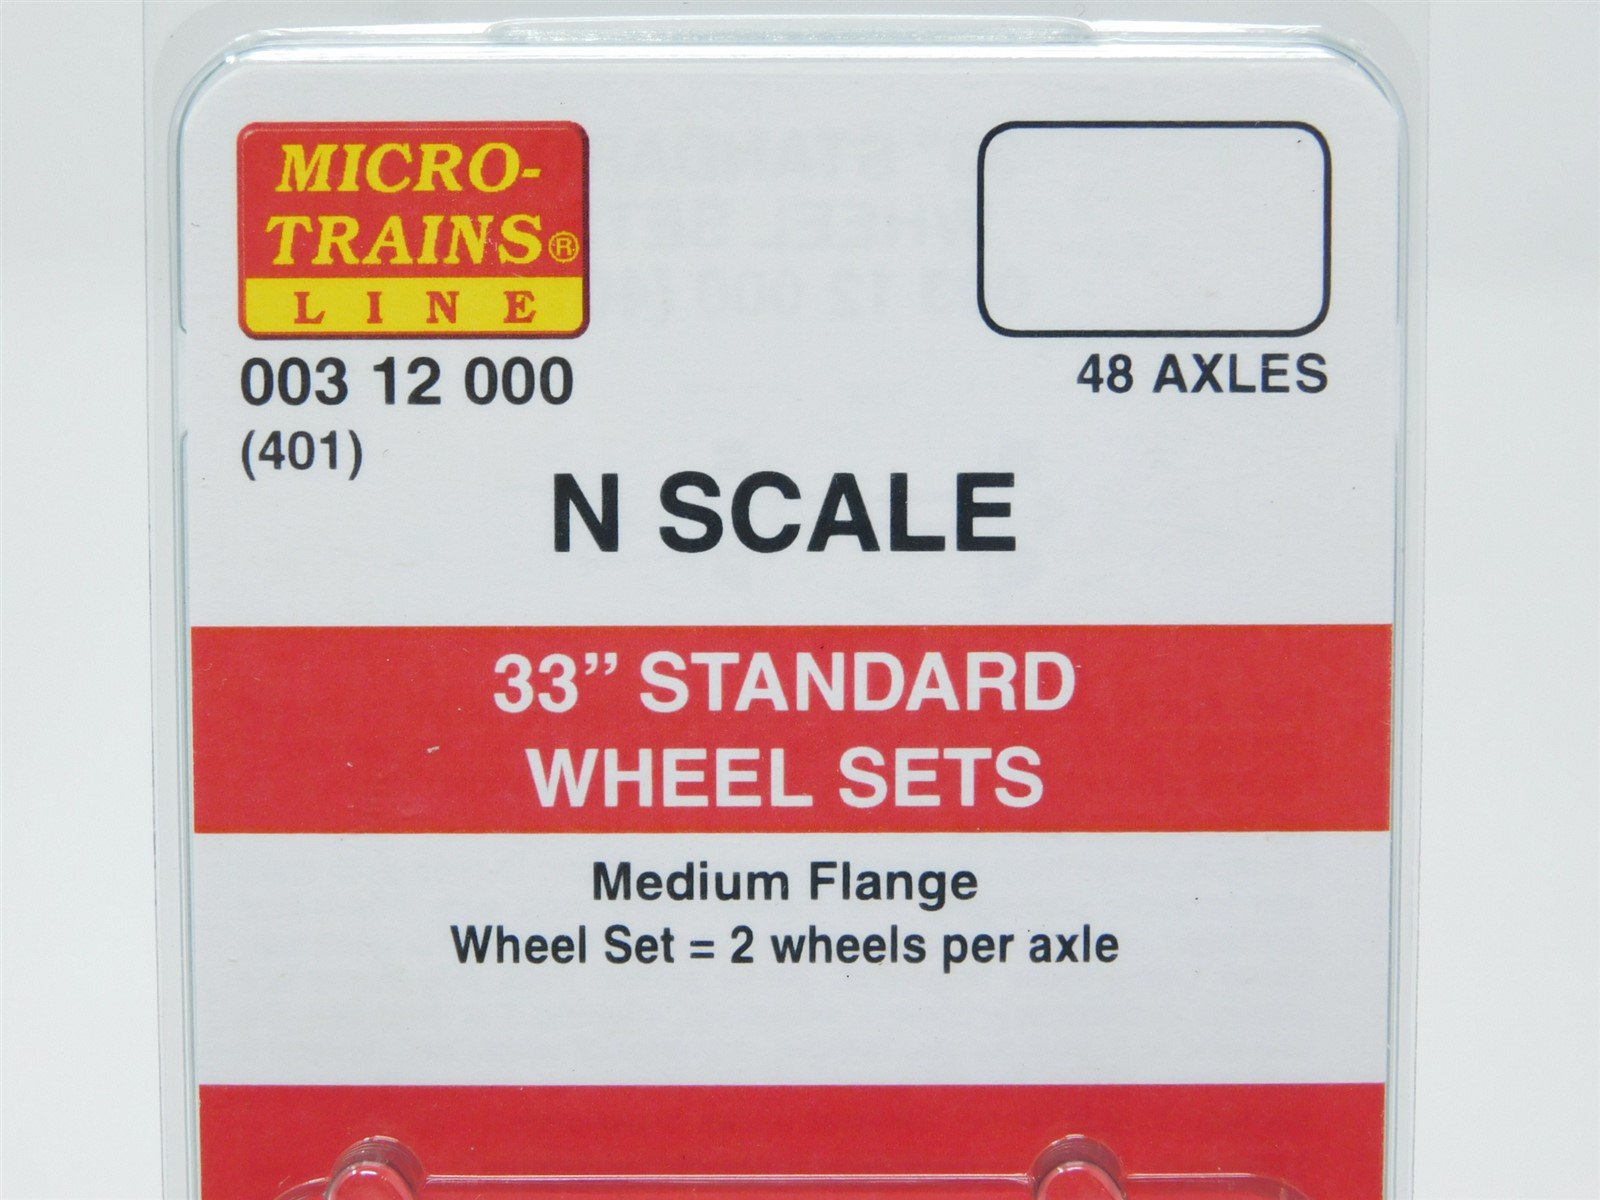 MICRO-
TRAINS®
LINE
003 12 000
(401)
48 AXLES
N SCALE
33” STANDARD
WHEEL SETS
Medium Flange
Wheel Set = 2 wheels per axle